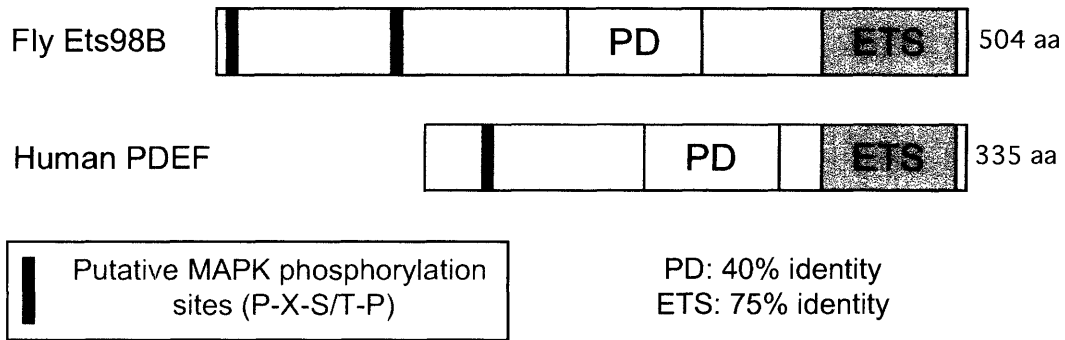 Fly Ets98B
PD
ETS
504 aa
Human PDEF
PD
ETS
335 aa
Putative MAPK phosphorylation
sites (P-X-S/T-P)
PD: 40% identity
ETS: 75% identity